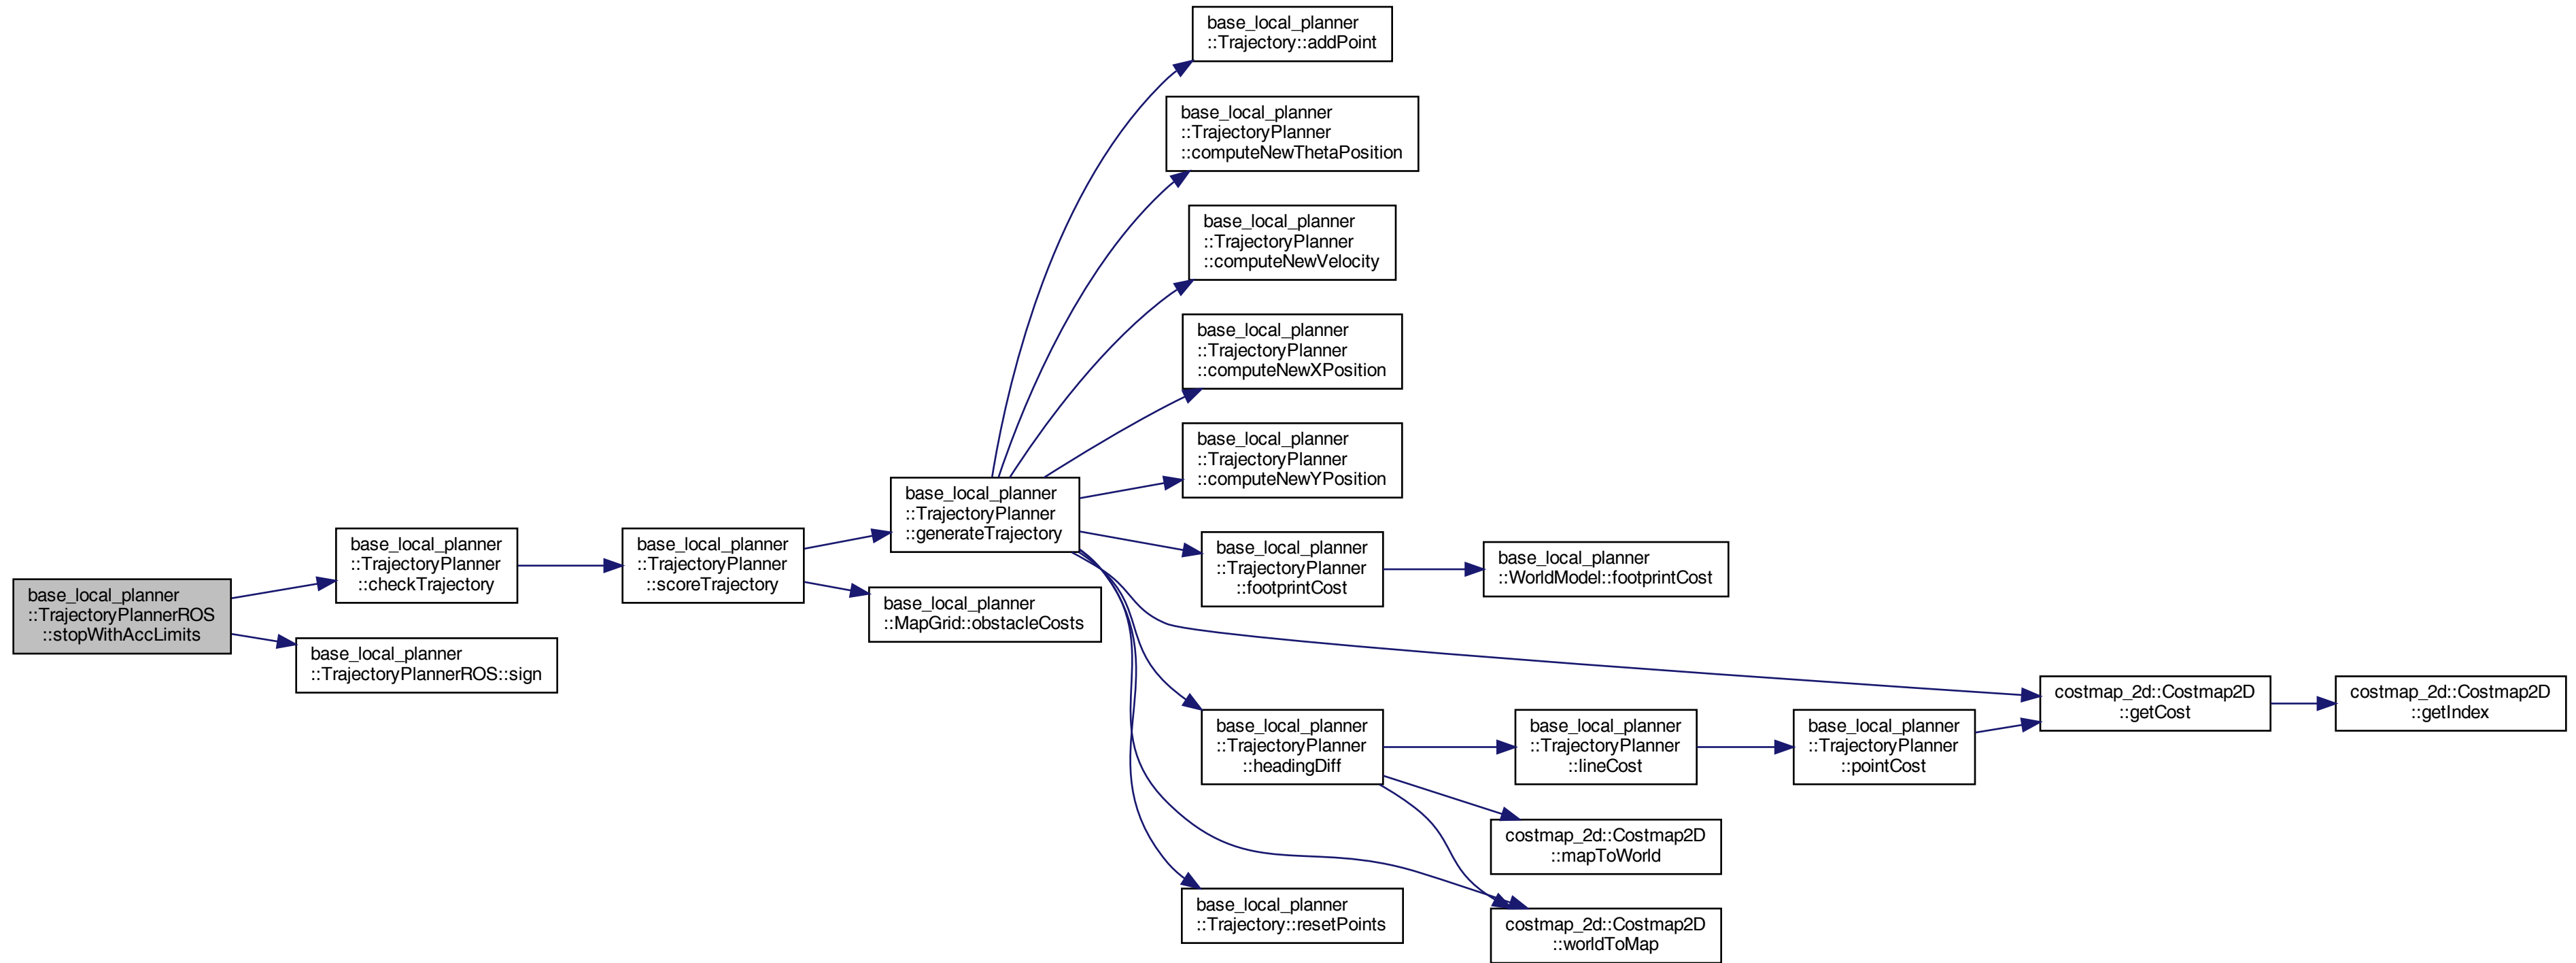 base_local_planner
::TrajectoryPlannerROS
::stopWithAccLimits
base_local_planner
::TrajectoryPlanner
::checkTrajectory
base_local_planner
::TrajectoryPlannerROS::sign
base_local_planner
::TrajectoryPlanner
::scoreTrajectory
base_local_planner
::TrajectoryPlanner
::generateTrajectory
base_local_planner
::MapGrid::obstacleCosts
base_local_planner
::Trajectory::addPoint
base_local_planner
::TrajectoryPlanner
::computeNewThetaPosition
base_local_planner
::TrajectoryPlanner
::computeNewVelocity
base_local_planner
::TrajectoryPlanner
::computeNewXPosition
base_local_planner
::TrajectoryPlanner
::computeNewYPosition
base_local_planner
::TrajectoryPlanner
::footprintCost
base_local_planner
::WorldModel::footprintCost
base_local_planner
::TrajectoryPlanner
::headingDiff
base_local_planner
::TrajectoryPlanner
::lineCost
base_local_planner
::TrajectoryPlanner
::pointCost
costmap_2d::Costmap2D
::getCost
costmap_2d::Costmap2D
::getIndex
costmap_2d::Costmap2D
::mapToWorld
base_local_planner
::Trajectory::resetPoints
costmap_2d::Costmap2D
::worldToMap